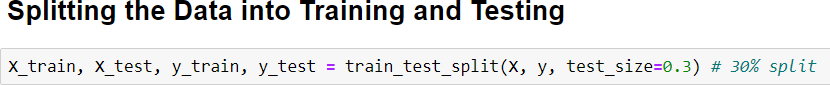 Splitting the Data into Training and Testing
X_train, X_test, y_train, y_test = train_test_split(X, y, test_size=0.3) # 30% split